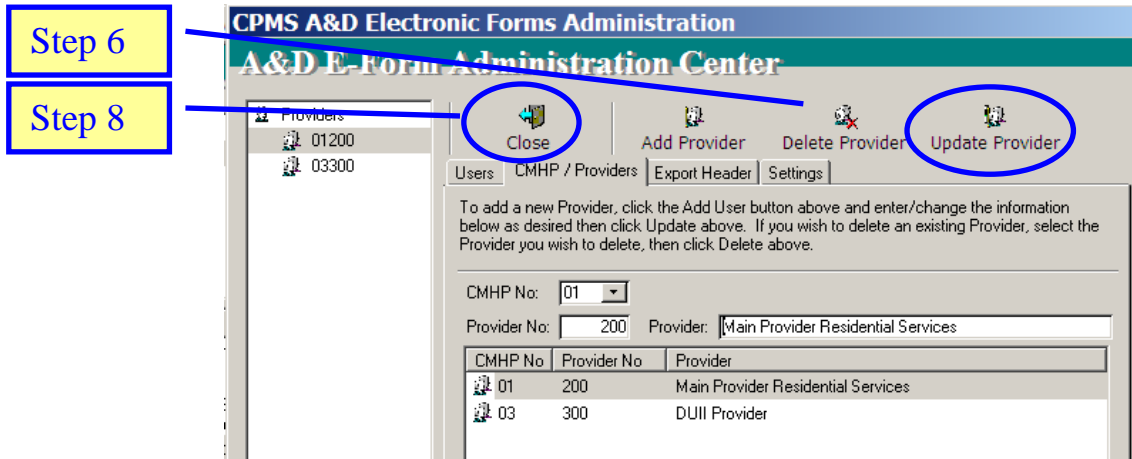 Step 6
Step 8
CPMS A&D Electronic Forms Administration
A&D E-Form Administration Center
Providers
01200
03300
Close
Add Provider
Delete Provider
Update Provider
Users
CMHP / Providers
Export Header
Settings
To add a new Provider, click the Add User button above and enter/change the information
below as desired then click Update above. If you wish to delete an existing Provider, select the
Provider you wish to delete, then click Delete above.
CMHP No: 01
Provider No: 200 Provider: Main Provider Residential Services
CMHP No Provider No Provider
01 200 Main Provider Residential Services
03 300 DUII Provider